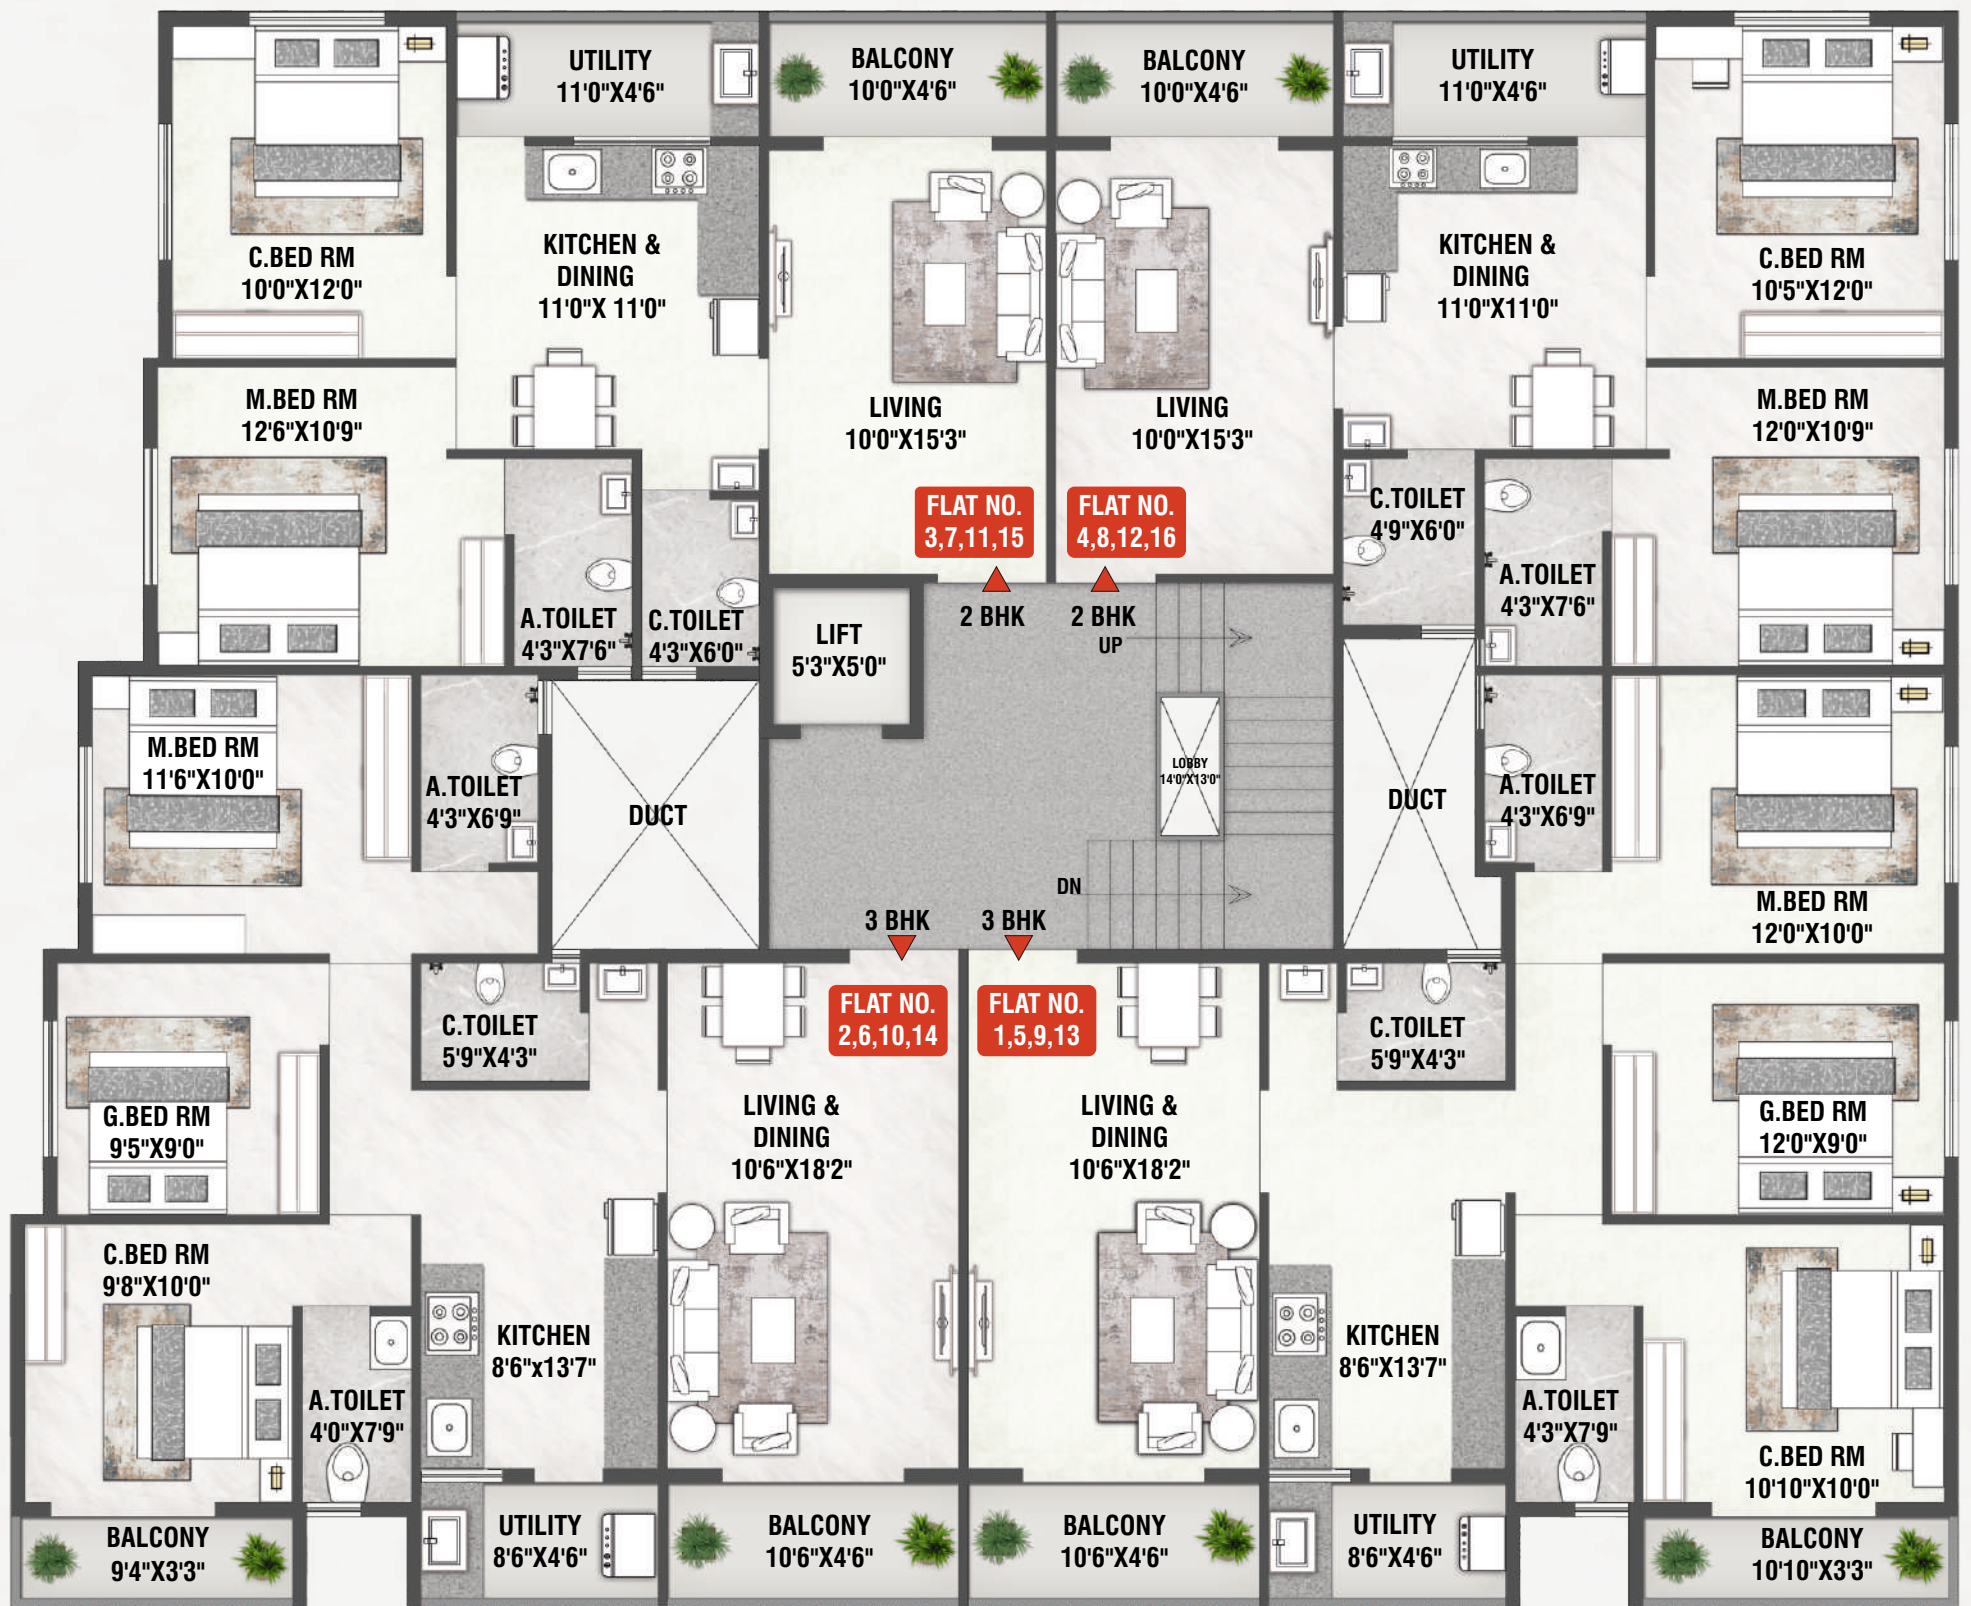 UTILITY
11'0"X4'6"
BALCONY
10'0"X4'6"
BALCONY
10'0"X4'6"
UTILITY
11'0"X4'6"
C.BED RM
10'0"X12'0"
KITCHEN &
DINING
11'0"X 11'0"
KITCHEN &
DINING
11'0"X11'0"
C.BED RM
10'5"X12'0"
M.BED RM
12'6"X10'9"
LIVING
10'0"X15'3"
LIVING
10'0"X15'3"
M.BED RM
12'0"X10'9"
FLAT NO.
3,7,11,15
FLAT NO.
4,8,12,16
C.TOILET
4'9"X6'0"
A.TOILET
4'3"X7'6"
A.TOILET
4'3"X7'6"
C.TOILET
4'3"X6'0"
LIFT
5'3"X5'0"
2 BHK
2 BHK
UP
M.BED RM
11'6"X10'0"
A.TOILET
4'3"X6'9"
DUCT
LOBBY
14'0"X13'0"
DUCT
A.TOILET
4'3"X6'9"
DN
3 BHK
3 BHK
M.BED RM
12'0"X10'0"
FLAT NO.
2,6,10,14
FLAT NO.
1,5,9,13
C.TOILET
5'9"X4'3"
C.TOILET
5'9"X4'3"
G.BED RM
9'5"X9'0"
LIVING &
DINING
10'6"X18'2"
LIVING &
DINING
10'6"X18'2"
G.BED RM
12'0"X9'0"
C.BED RM
9'8"X10'0"
KITCHEN
8'6"x13'7"
KITCHEN
8'6"X13'7"
A.TOILET
4'0"X7'9"
A.TOILET
4'3"X7'9"
C.BED RM
10'10"X10'0"
BALCONY
9'4"X3'3"
UTILITY
8'6"X4'6"
BALCONY
10'6"X4'6"
BALCONY
10'6"X4'6"
UTILITY
8'6"X4'6"
BALCONY
10'10"X3'3"